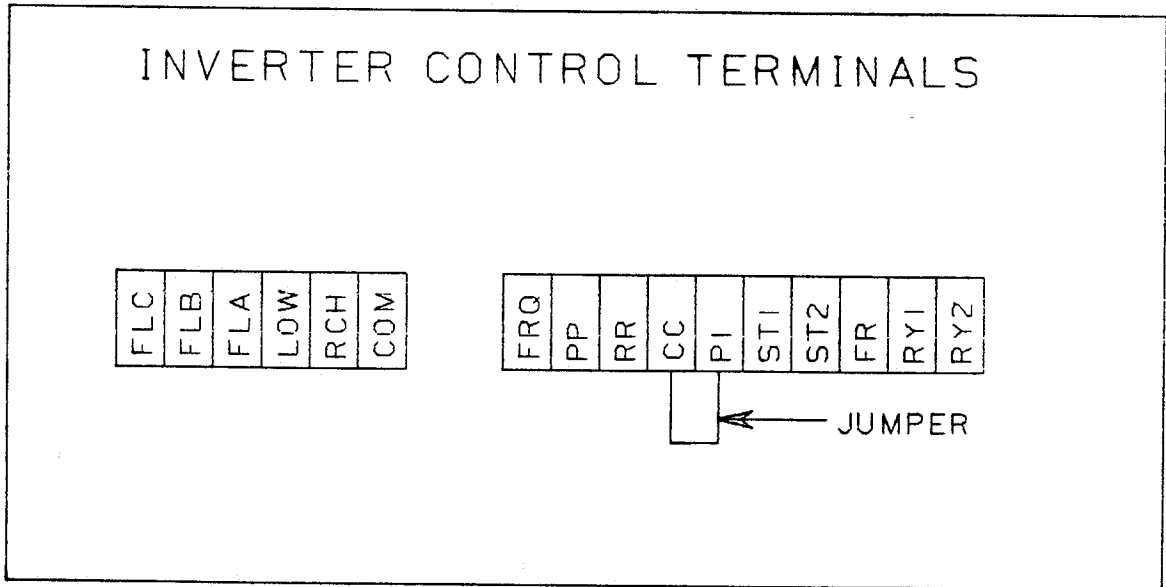 INVERTER CONTROL TERMINALS
FLC FLB FLA LOW RCH COM
FRQ PP RR CC PI ST1 ST2 FR RY1 RY2
JUMPER